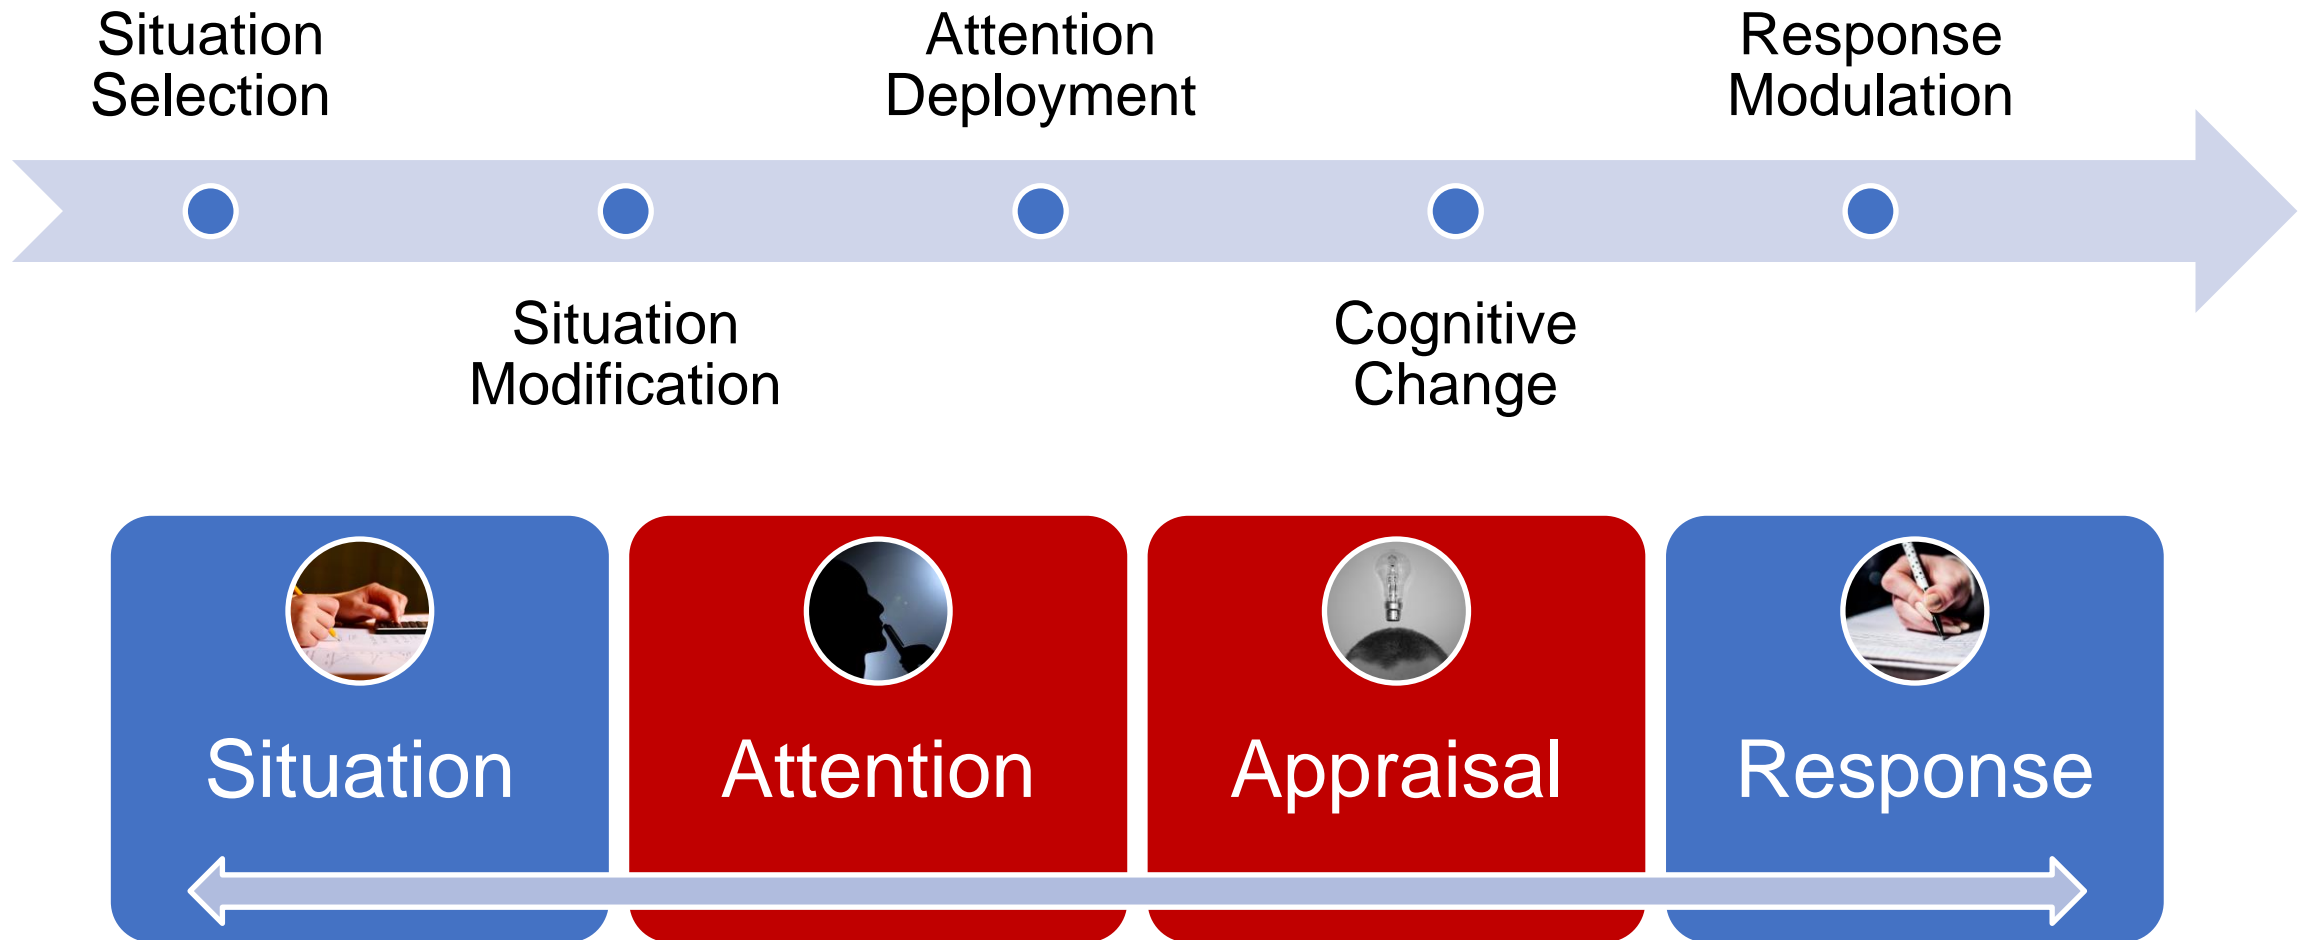 Situation
Selection
Attention
Deployment
Response
Modulation
Situation
Modification
Cognitive
Change
Situation
Attention
Appraisal
Response